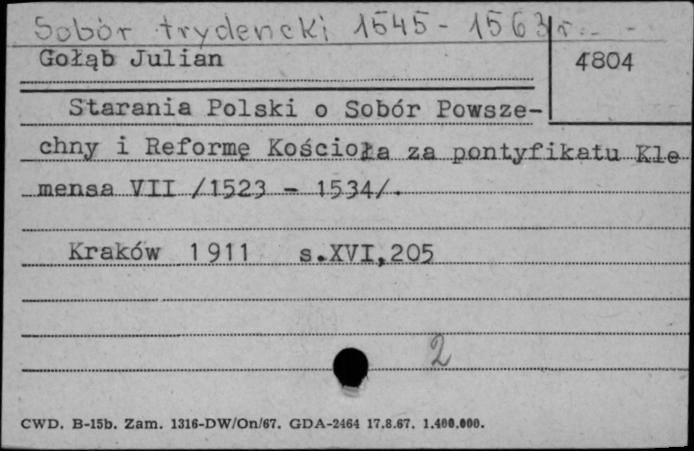 Sobór trydencki 1545 - 1563 r.
Gołąb Julian
4804
Starania Polski o Sobór Powsze-
chny i Reformę Kościoła za pontyfikatu Kle
mensa VII /1523 - 1534/.
Kraków 1911 s.XVI,205
2
CWD. B-15b. Zam. 1316-DW/On/67. GDA-2464 17.8.67. 1.400.000.